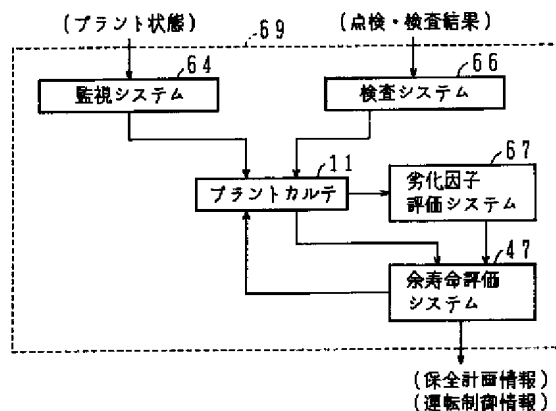 (プラント状態)
69
(点検・検査結果)
64
監視システム
66
検査システム
11
プラントカルテ
67
劣化因子
評価システム
47
余寿命評価
システム
(保全計画情報)
(運転制御情報)